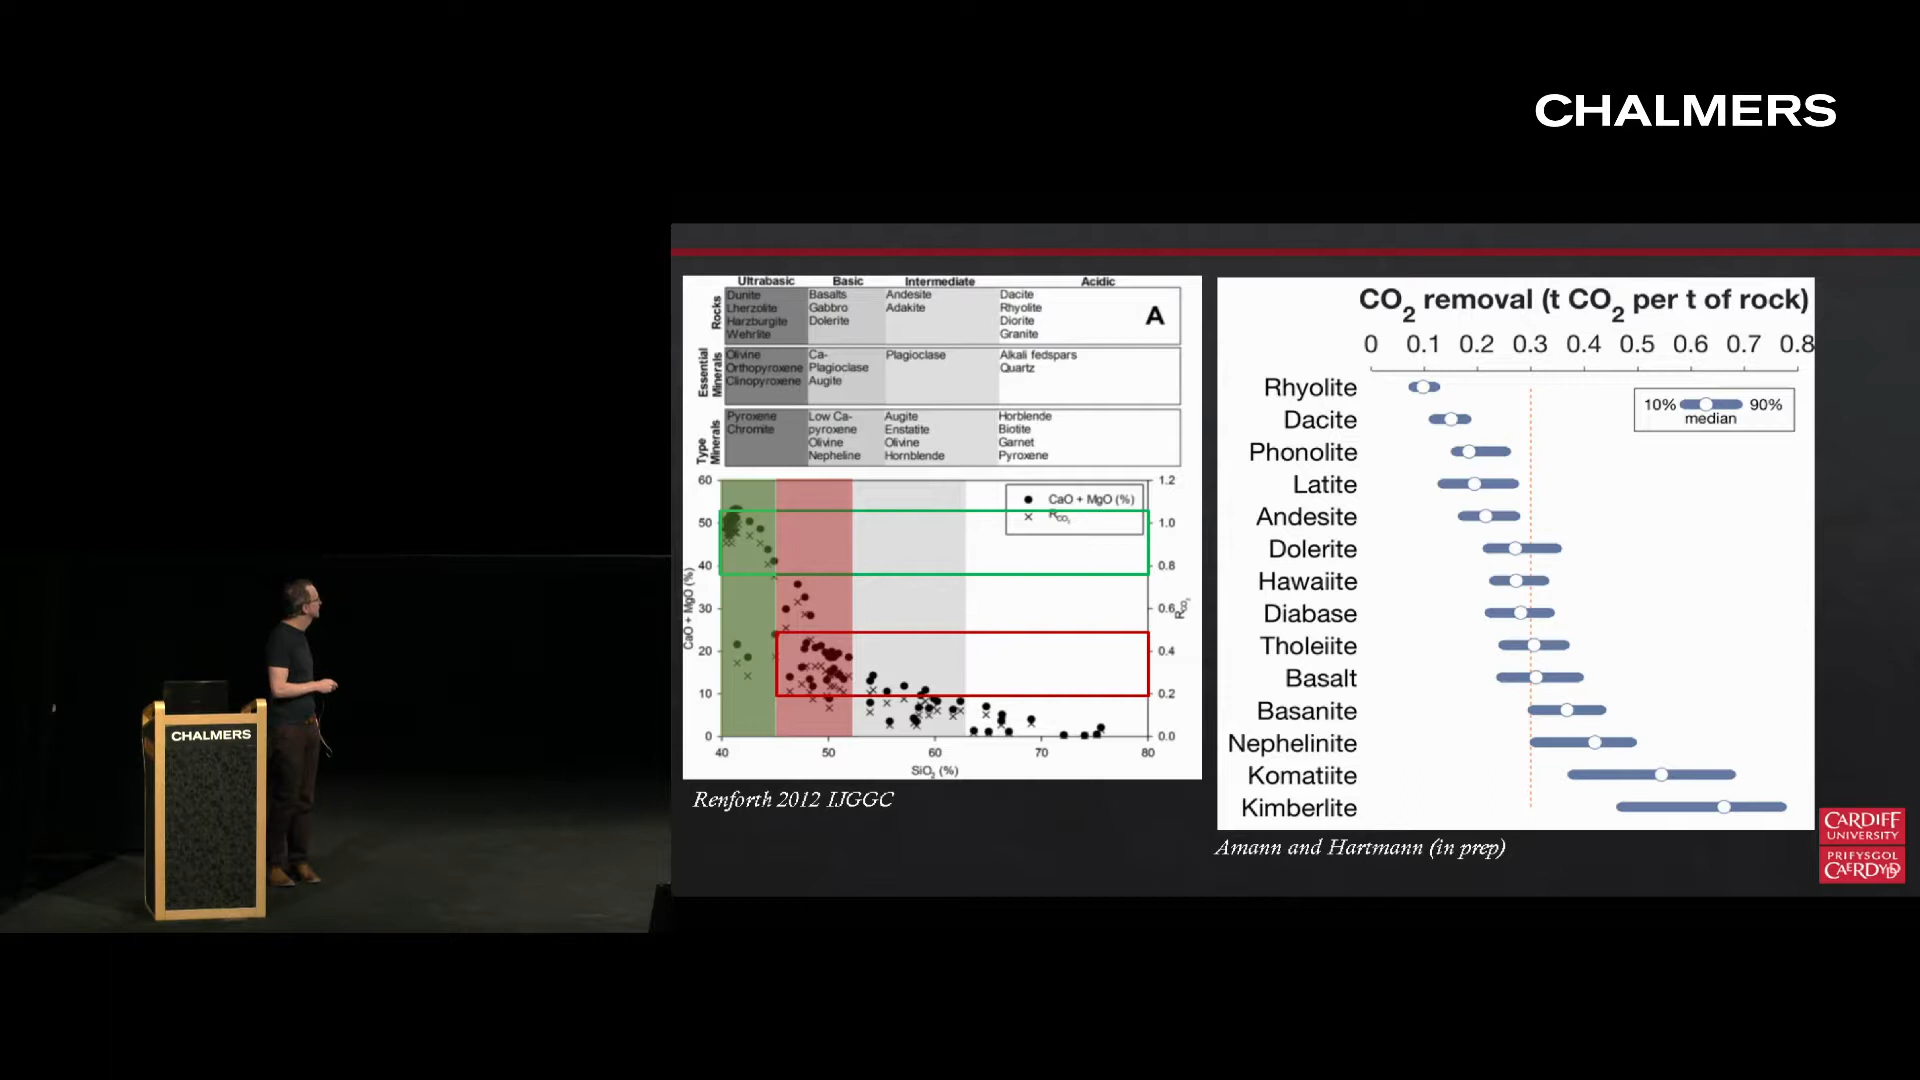 CHALMERS
Ultrabasic Basic Intermediate Acidic
Rocks
Dunite
Lherzolite
Harzburgite
Wehrlite
Basalts
Gabbro
Dolerite
Andesite
Adakite
Dacite
Rhyolite
Diorite
Granite
A
Essential
Minerals
Olivine
Orthopyroxene
Clinopyroxene
Ca-
Plagioclase
Augite
Plagioclase
Alkali fedspars
Quartz
Type
Minerals
Pyroxene
Chromite
Low Ca-
pyroxene
Olivine
Nepheline
Augite
Enstatite
Olivine
Hornblende
Horblende
Biotite
Garnet
Pyroxene
CaO + MgO (%)
60
50
40
30
20
10
0
CaO + MgO (%)
RCO2
1.2
1.0
0.8
0.6
0.4
0.2
0.0
RCO2
40 50 60 70 80
SiO2 (%)
Renforth 2012 IJGGC
CO2 removal (t CO2 per t of rock)
0 0.1 0.2 0.3 0.4 0.5 0.6 0.7 0.8
10% 90%
median
Rhyolite
Dacite
Phonolite
Latite
Andesite
Dolerite
Hawaiite
Diabase
Tholeiite
Basalt
Basanite
Nephelinite
Komatiite
Kimberlite
Amann and Hartmann (in prep)
CARDIFF
UNIVERSITY
PRIFYSGOL
CAERDYDD
CHALMERS